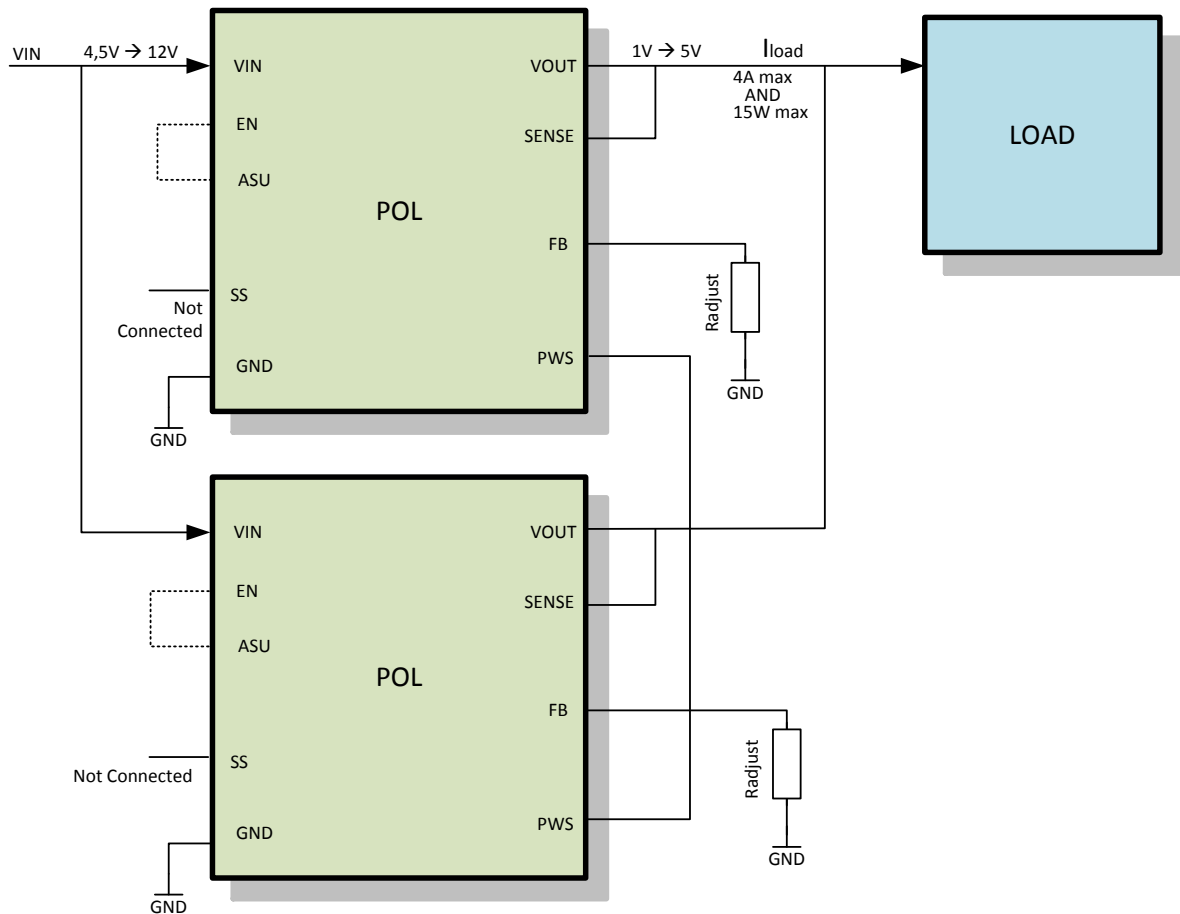 VIN
4,5V → 12V
VIN
EN
ASU
SS
Not
Connected
GND
GND
POL
VOUT
SENSE
FB
PWS
1V → 5V
Iload
4A max
AND
15W max
LOAD
Radjust
GND
VIN
EN
ASU
SS
Not Connected
GND
GND
POL
VOUT
SENSE
FB
PWS
Radjust
GND